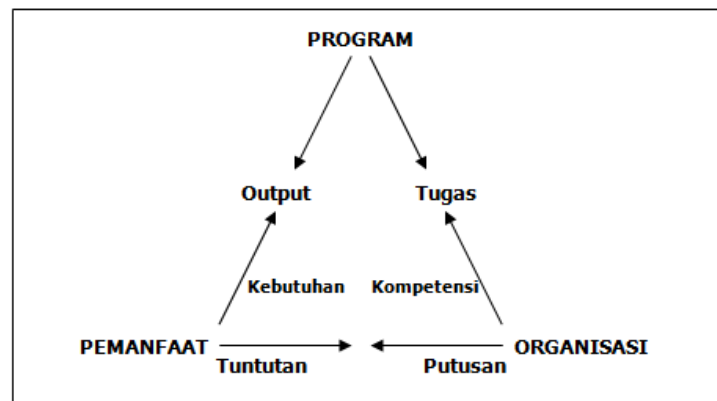 PROGRAM
Output Tugas
Kebutuhan Kompetensi
PEMANFAAT ORGANISASI
Tuntutan Putusan